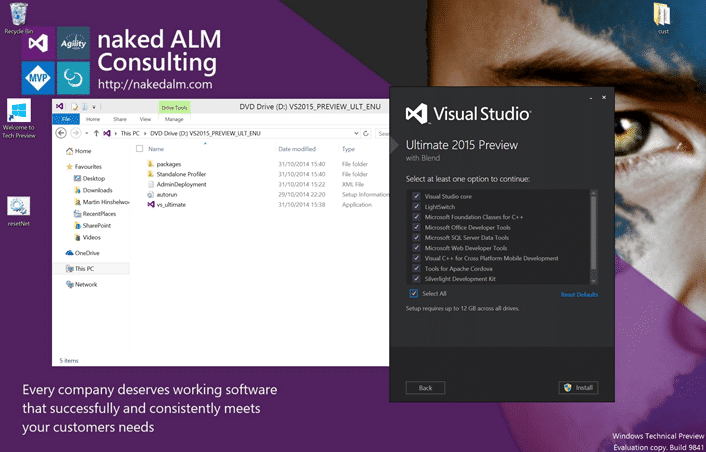 Recycle Bin
Agility
MVP
naked ALM
Consulting
http://nakedalm.com
cust
Welcome to
Tech Preview
resetNet
Drive Tools
DVD Drive (D:) VS2015_PREVIEW_ULT_ENU
File
Home
Share
View
Manage
This PC
DVD Drive (D:) VS2015_PREVIEW_ULT_ENU
Name
Date modified
Type
Home
Favourites
Desktop
Downloads
Martin Hinshelwo
RecentPlaces
SharePoint
Videos
OneDrive
This PC
Network
packages 31/10/2014 15:40 File folder
Standalone Profiler 31/10/2014 15:40 File folder
AdminDeployment 31/10/2014 15:22 XML File
autorun 29/10/2014 22:20 Setup Information
vs_ultimate 31/10/2014 15:38 Application
5 items
Visual Studio
Ultimate 2015 Preview
with Blend
Select at least one option to continue:
Visual Studio core
LightSwitch
Microsoft Foundation Classes for C++
Microsoft Office Developer Tools
Microsoft SQL Server Data Tools
Microsoft Web Developer Tools
Visual C++ for Cross Platform Mobile Development
Tools for Apache Cordova
Silverlight Development Kit
Select All
Reset Defaults
Setup requires up to 12 GB across all drives.
Back
Install
Every company deserves working software
that successfully and consistently meets
your customers needs
Windows Technical Preview
Evaluation copy. Build 9841